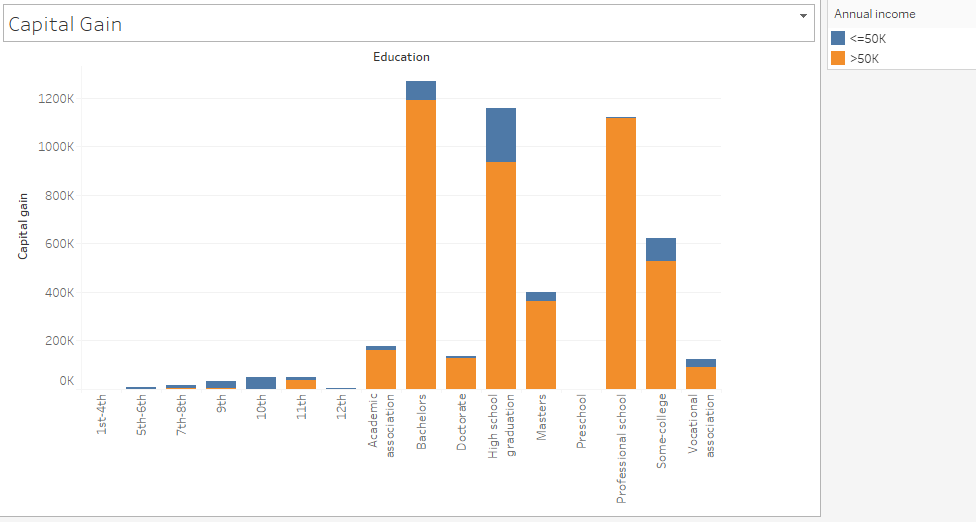 Capital Gain
Annual income
<=50K
>50K
Education
Capital gain
1200K
1000K
800K
600K
400K
200K
0K
1st-4th
5th-6th
7th-8th
9th
10th
11th
12th
Academic
association
Bachelors
Doctorate
High school
graduation
Masters
Preschool
Professional school
Some-college
Vocational
association